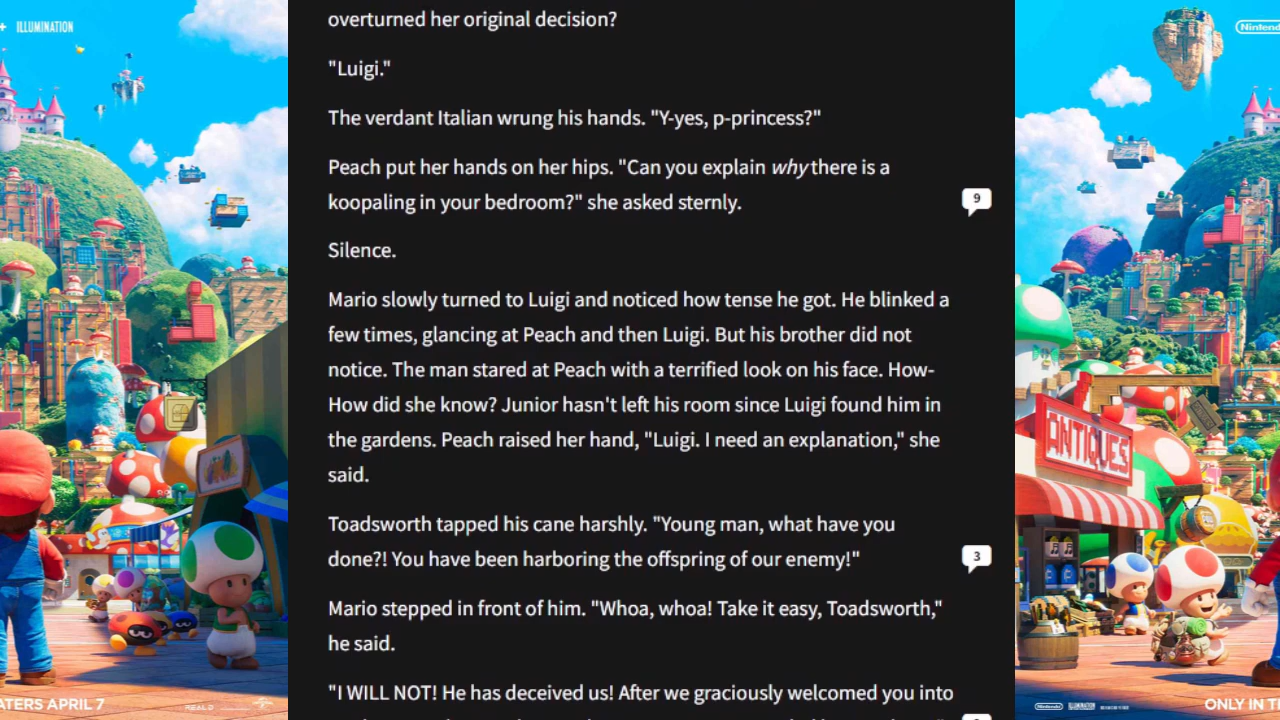 ILLUMINATION
overturned her original decision?
"Luigi."
The verdant Italian wrung his hands. "Y-yes, p-princess?"
Peach put her hands on her hips. "Can you explain why there is a
koopaling in your bedroom?" she asked sternly.
9
Silence.
Mario slowly turned to Luigi and noticed how tense he got. He blinked a
few times, glancing at Peach and then Luigi. But his brother did not
notice. The man stared at Peach with a terrified look on his face. How-
How did she know? Junior hasn't left his room since Luigi found him in
the gardens. Peach raised her hand, "Luigi. I need an explanation," she
said.
Toadsworth tapped his cane harshly. "Young man, what have you
done?! You have been harboring the offspring of our enemy!"
3
Mario stepped in front of him. "Whoa, whoa! Take it easy, Toadsworth,"
he said.
"I WILL NOT! He has deceived us! After we graciously welcomed you into
ATERS APRIL 7
REALD
Nintend
ANTIQUES
Nintendo
ILLUMINATION
ONLY IN T